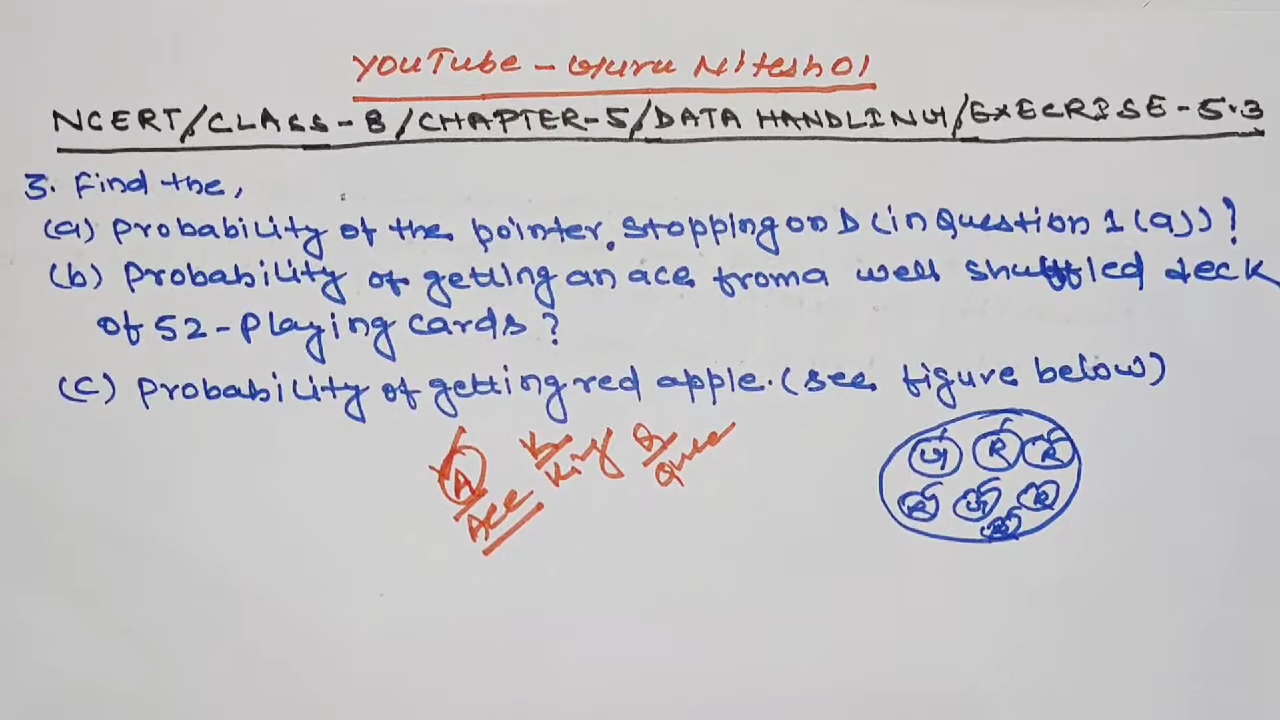 YouTube - Guru Nitesh01
NCERT/CLASS-8/CHAPTER-5/DATA HANDLING/EXECRISE-5.3
3. Find the,
(a) Probability of the pointer stopping on D (in Question 1 (a))?
(b) Probability of getting an ace from a well shuffled deck
of 52-Playing cards?
(c) Probability of getting red apple. (see figure below)
A K Q
Ace King Quee
G R R
R G R
R